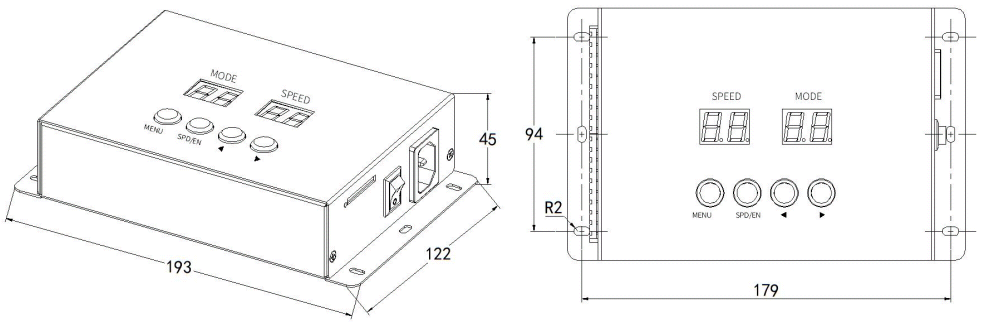 MODE
SPEED
MENU
SPD/EN
45
122
193
SPEED
MODE
94
R2
MENU
SPD/EN
179